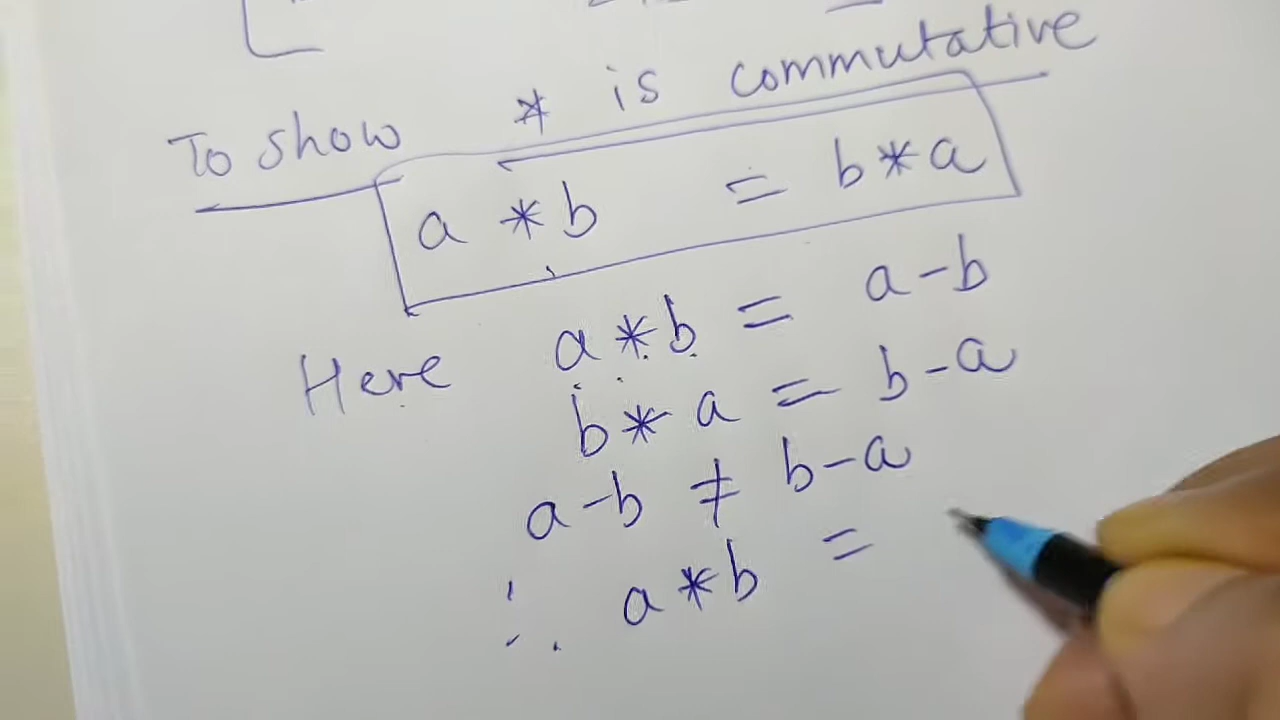 To show * is commutative
a * b = b * a
Here a * b = a - b
b * a = b - a
a - b ≠ b - a
∴ a * b =